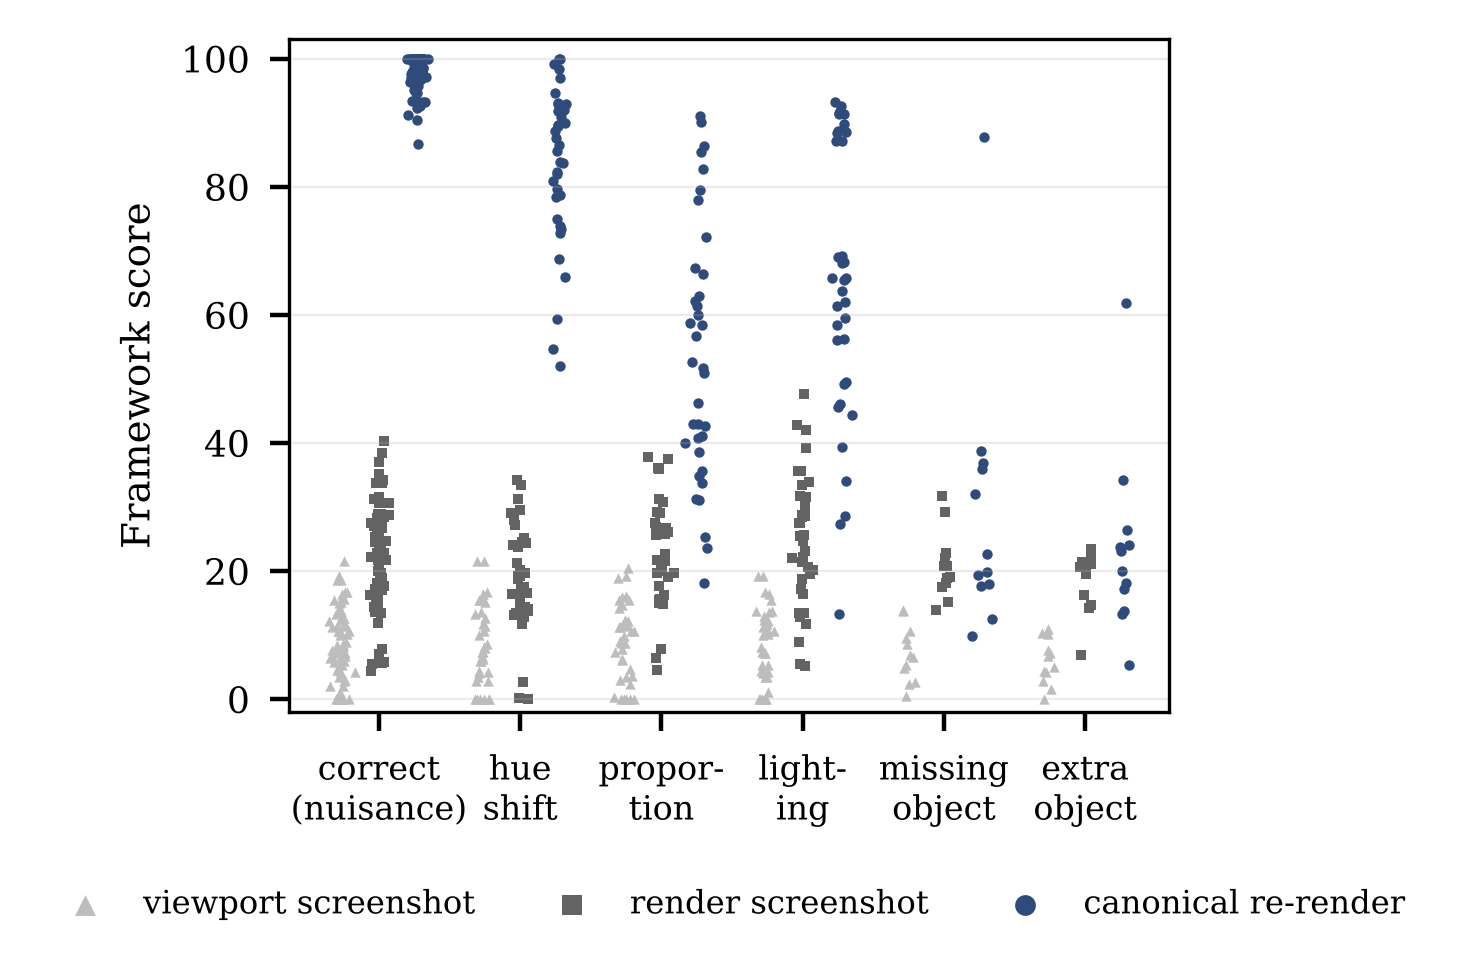 100
80
60
40
20
0
Framework score
correct
(nuisance)
hue
shift
propor-
tion
light-
ing
missing
object
extra
object
viewport screenshot
render screenshot
canonical re-render